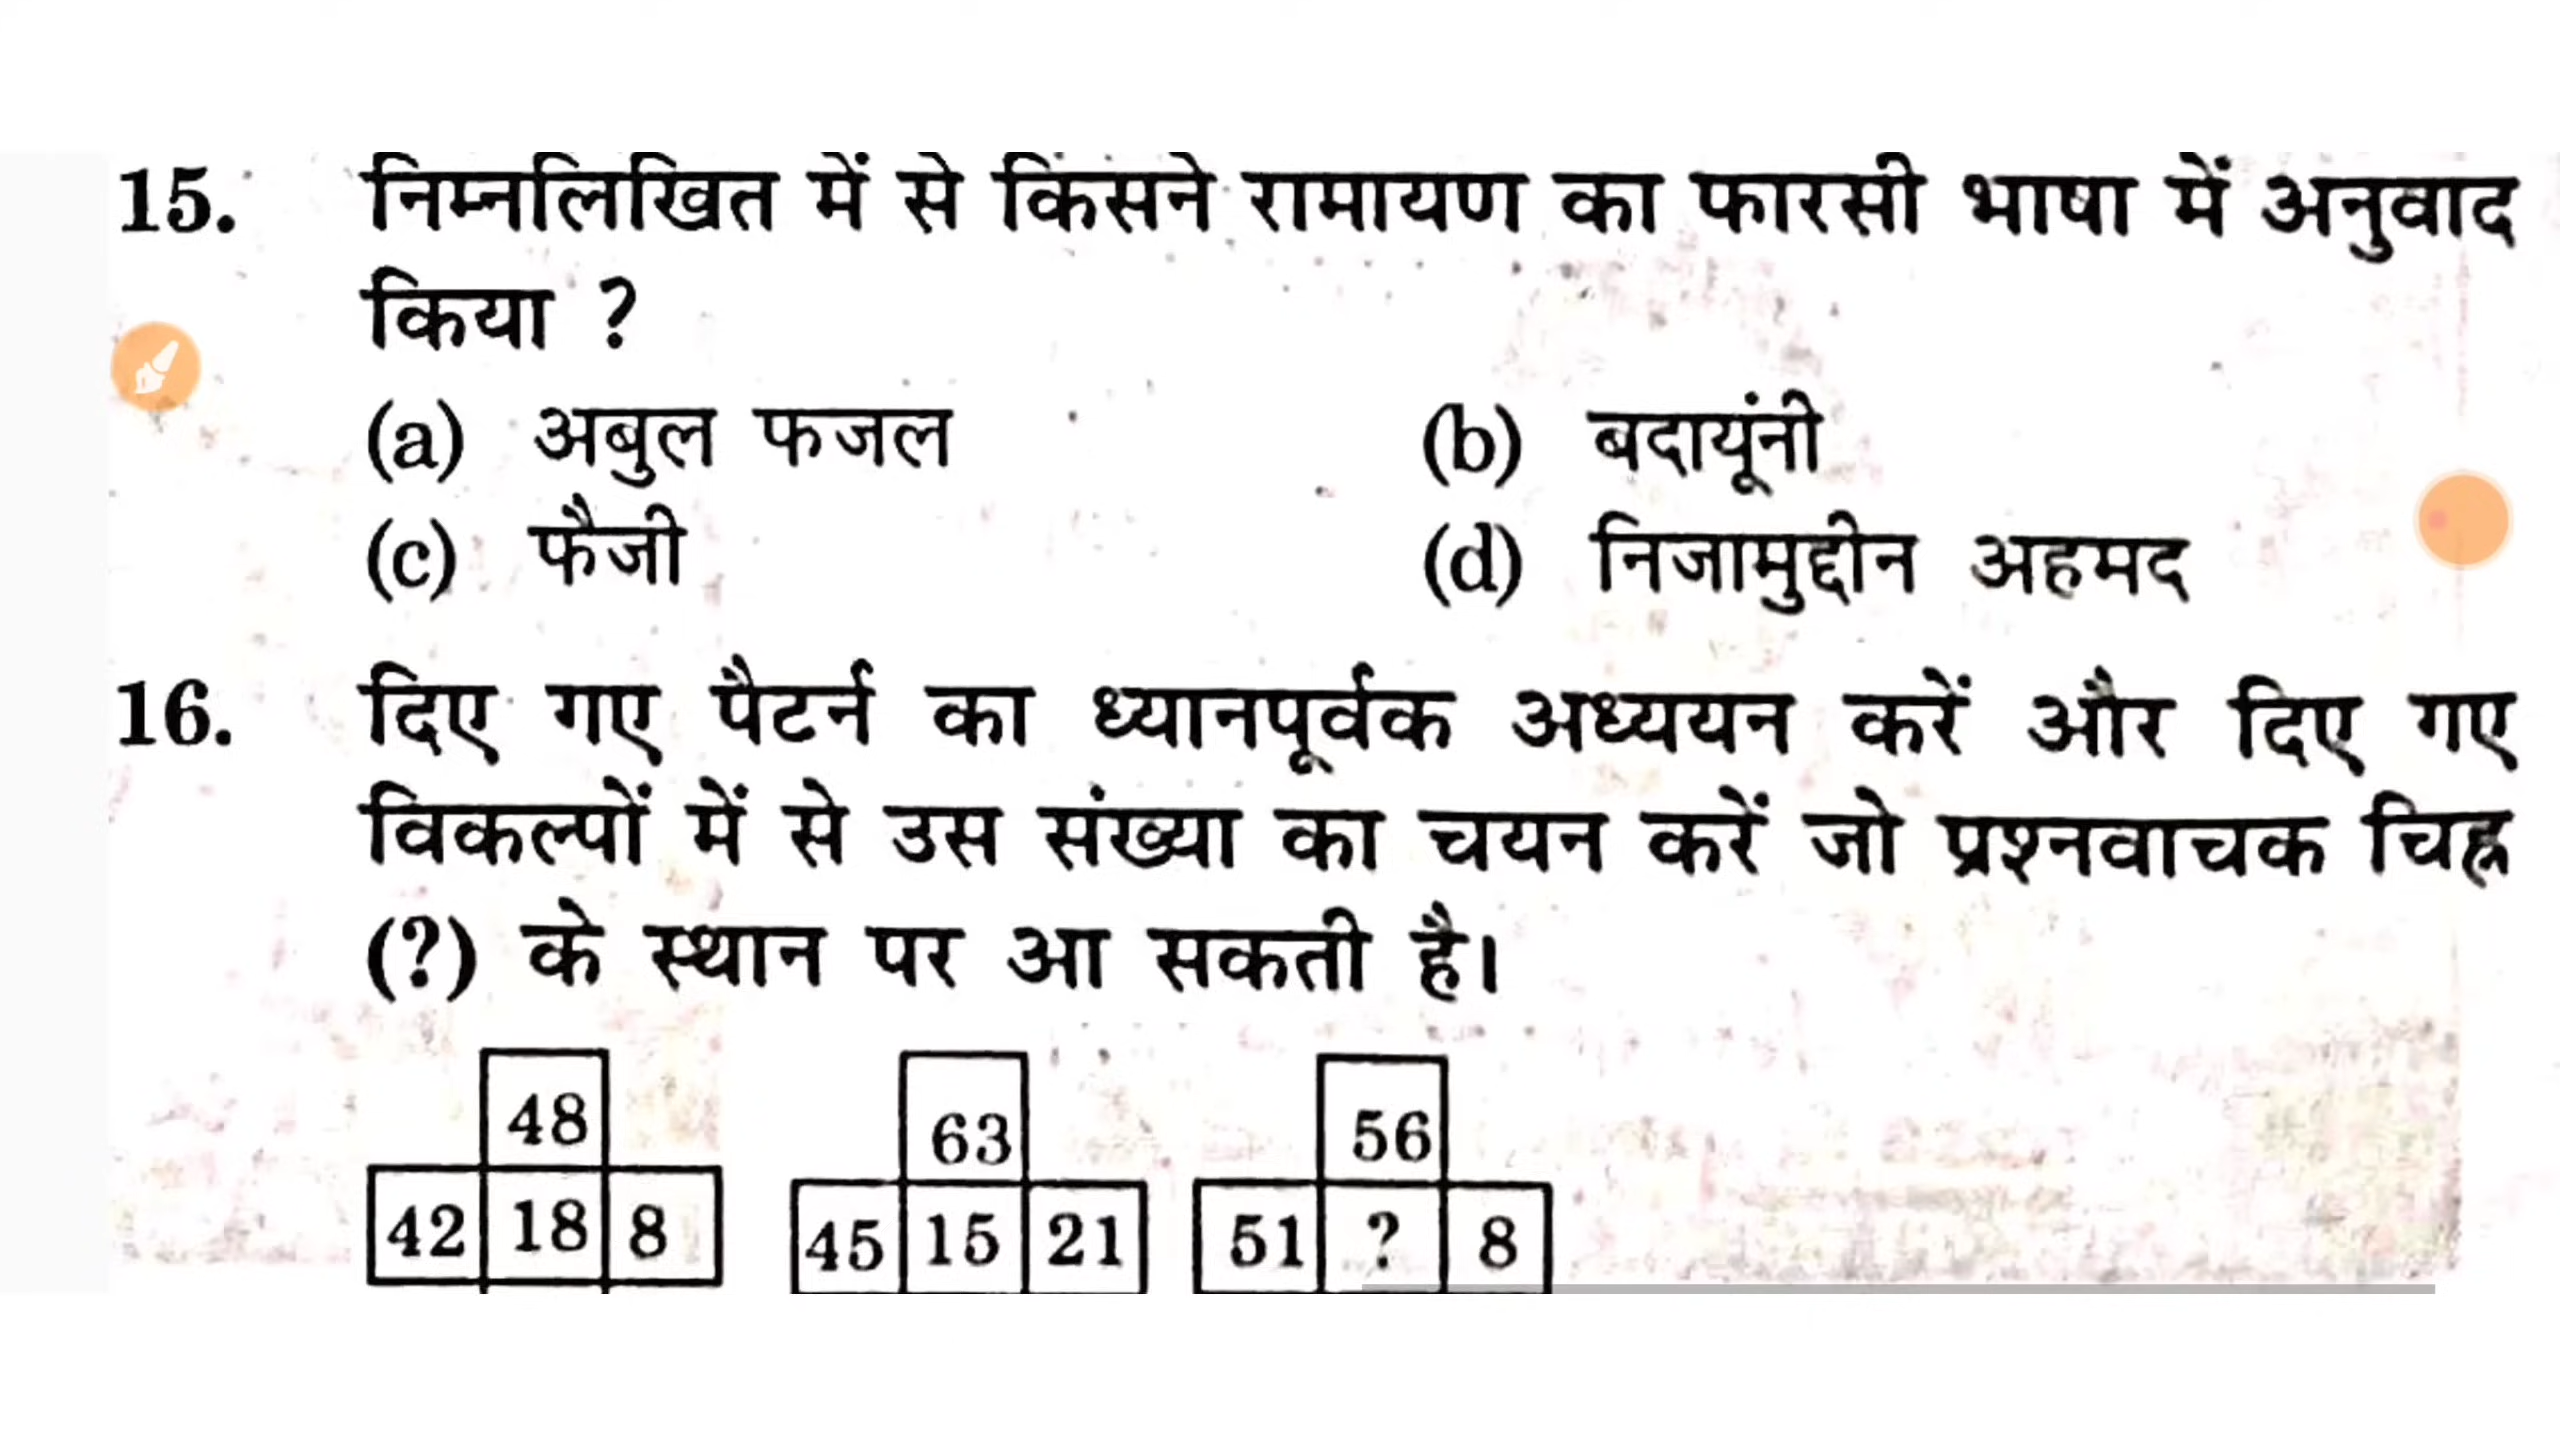 15. निम्नलिखित में से किसने रामायण का फारसी भाषा में अनुवाद
किया ?
(a) अबुल फजल (b) बदायूंनी
(c) फैजी (d) निजामुद्दीन अहमद
16. दिए गए पैटर्न का ध्यानपूर्वक अध्ययन करें और दिए गए
विकल्पों में से उस संख्या का चयन करें जो प्रश्नवाचक चिह्न
(?) के स्थान पर आ सकती है।
48 63 56
42 18 8 45 15 21 51 ? 8